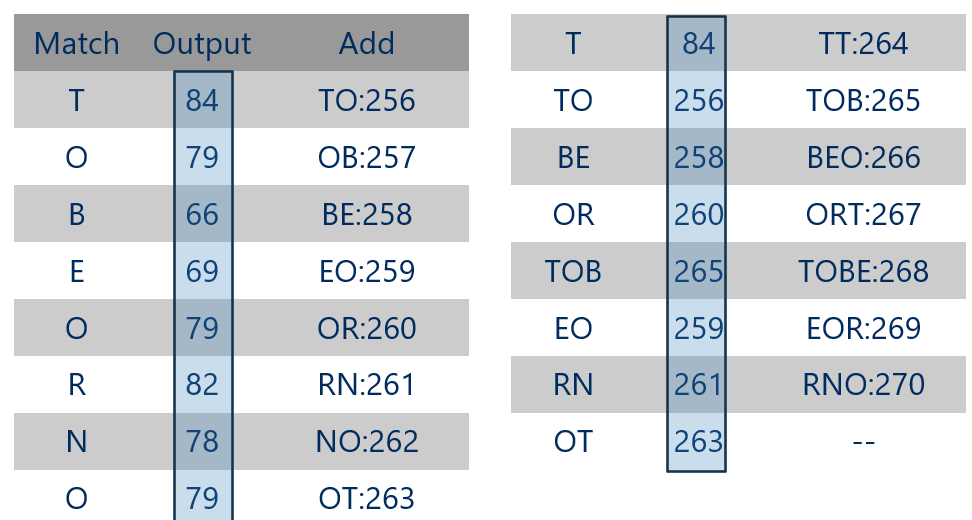 Match Output Add
T 84 TO:256
O 79 OB:257
B 66 BE:258
E 69 EO:259
O 79 OR:260
R 82 RN:261
N 78 NO:262
O 79 OT:263
T 84 TT:264
TO 256 TOB:265
BE 258 BEO:266
OR 260 ORT:267
TOB 265 TOBE:268
EO 259 EOR:269
RN 261 RNO:270
OT 263 --